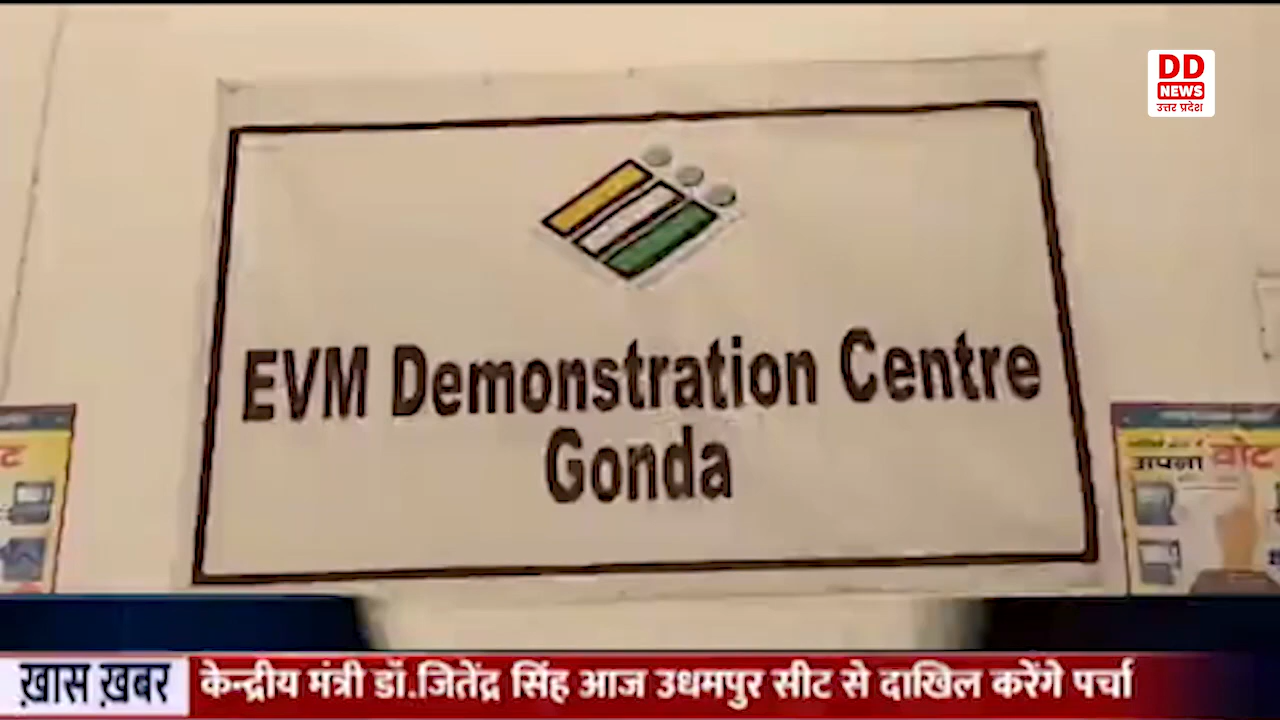 DD
NEWS
उत्तर प्रदेश
EVM Demonstration Centre
Gonda
अपना वोट
ख़ास ख़बर
केन्द्रीय मंत्री डॉ.जितेंद्र सिंह आज उधमपुर सीट से दाखिल करेंगे पर्चा